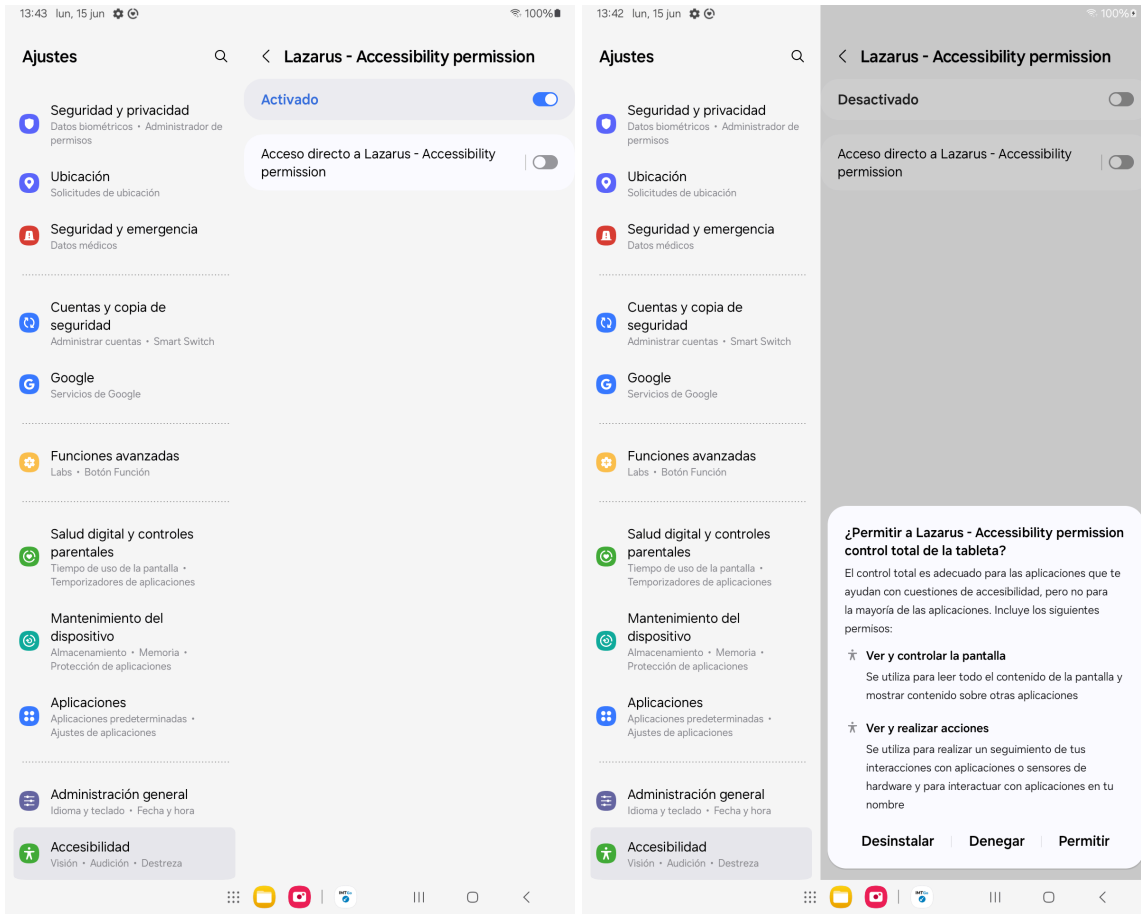 13:43 lun, 15 jun
100%
Ajustes
Seguridad y privacidad
Datos biométricos • Administrador de
permisos
Ubicación
Solicitudes de ubicación
Seguridad y emergencia
Datos médicos
Cuentas y copia de
seguridad
Administrar cuentas • Smart Switch
Google
Servicios de Google
Funciones avanzadas
Labs • Botón Función
Salud digital y controles
parentales
Tiempo de uso de la pantalla •
Temporizadores de aplicaciones
Mantenimiento del
dispositivo
Almacenamiento • Memoria •
Protección de aplicaciones
Aplicaciones
Aplicaciones predeterminadas •
Ajustes de aplicaciones
Administración general
Idioma y teclado • Fecha y hora
Accesibilidad
Visión • Audición • Destreza
Lazarus - Accessibility permission
Activado
Acceso directo a Lazarus - Accessibility
permission
13:42 lun, 15 jun
100%
Ajustes
Seguridad y privacidad
Datos biométricos • Administrador de
permisos
Ubicación
Solicitudes de ubicación
Seguridad y emergencia
Datos médicos
Cuentas y copia de
seguridad
Administrar cuentas • Smart Switch
Google
Servicios de Google
Funciones avanzadas
Labs • Botón Función
Salud digital y controles
parentales
Tiempo de uso de la pantalla •
Temporizadores de aplicaciones
Mantenimiento del
dispositivo
Almacenamiento • Memoria •
Protección de aplicaciones
Aplicaciones
Aplicaciones predeterminadas •
Ajustes de aplicaciones
Administración general
Idioma y teclado • Fecha y hora
Accesibilidad
Visión • Audición • Destreza
Lazarus - Accessibility permission
Desactivado
Acceso directo a Lazarus - Accessibility
permission
¿Permitir a Lazarus - Accessibility permission
control total de la tableta?
El control total es adecuado para las aplicaciones que te
ayudan con cuestiones de accesibilidad, pero no para
la mayoría de las aplicaciones. Incluye los siguientes
permisos:
Ver y controlar la pantalla
Se utiliza para leer todo el contenido de la pantalla y
mostrar contenido sobre otras aplicaciones
Ver y realizar acciones
Se utiliza para realizar un seguimiento de tus
interacciones con aplicaciones o sensores de
hardware y para interactuar con aplicaciones en tu
nombre
Desinstalar
Denegar
Permitir